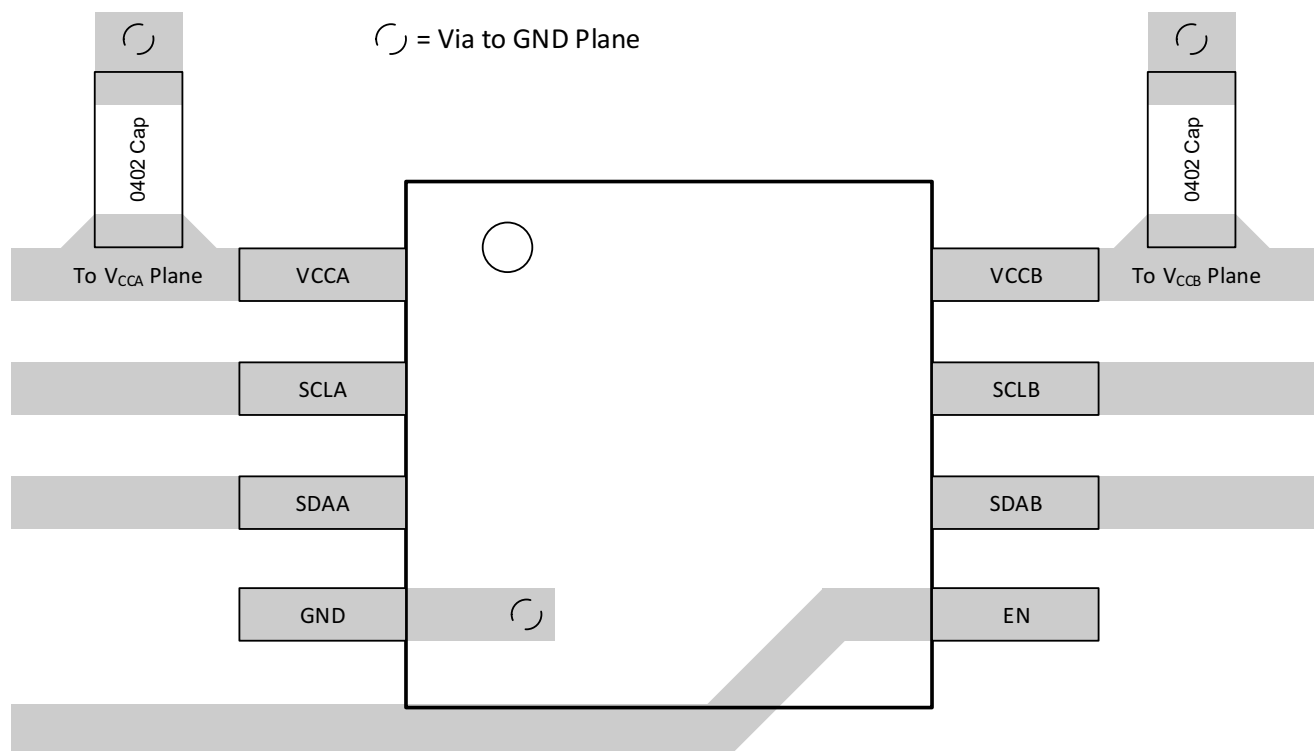 = Via to GND Plane
0402 Cap
0402 Cap
To VCCA Plane
VCCA
VCCB
To VCCB Plane
SCLA
SCLB
SDAA
SDAB
GND
EN